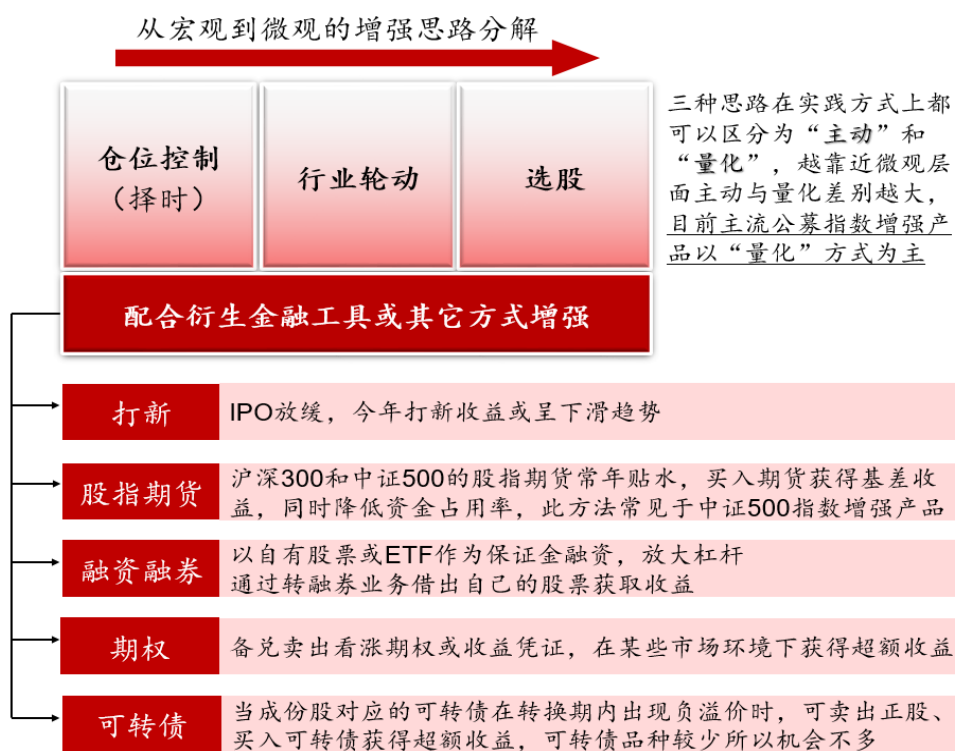 从宏观到微观的增强思路分解
仓位控制
（择时）
行业轮动
选股
三种思路在实践方式上都
可以区分为“主动”和
“量化”，越靠近微观层
面主动与量化差别越大，
目前主流公募指数增强产
品以“量化”方式为主
配合衍生金融工具或其它方式增强
打新
IPO放缓，今年打新收益或呈下滑趋势
股指期货
沪深300和中证500的股指期货常年贴水，买入期货获得基差收
益，同时降低资金占用率，此方法常见于中证500指数增强产品
融资融券
以自有股票或ETF作为保证金融资，放大杠杆
通过转融券业务借出自己的股票获取收益
期权
备兑卖出看涨期权或收益凭证，在某些市场环境下获得超额收益
可转债
当成份股对应的可转债在转换期内出现负溢价时，可卖出正股、
买入可转债获得超额收益，可转债品种较少所以机会不多